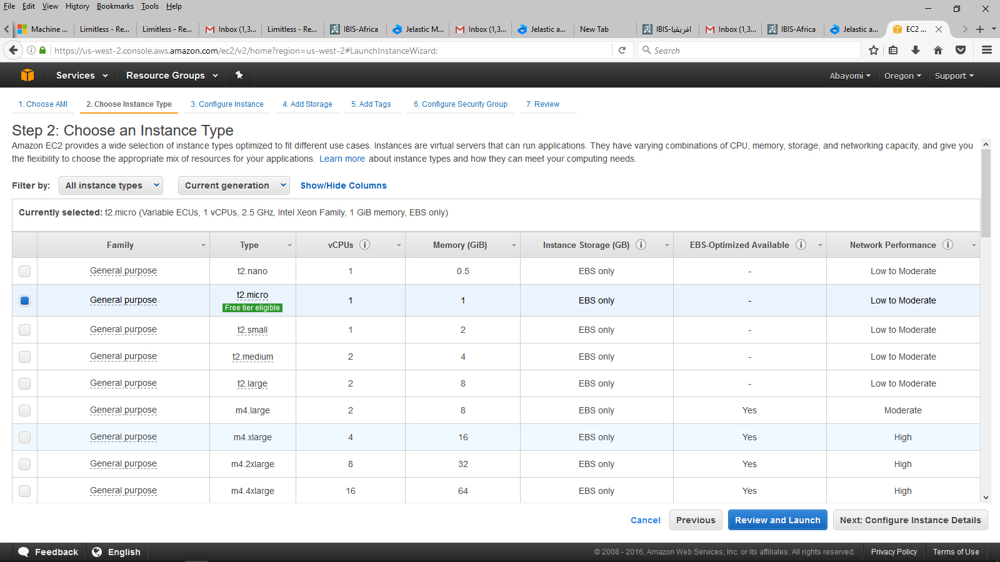 File Edit View History Bookmarks Tools Help
Machine ... Limitless - Re... Limitless - Re... Inbox (1,3... Limitless - Re... IBIS-Africa Jelastic M... Inbox (1,3... Jelastic a... New Tab IBIS-افريقيا Inbox (1,3... IBIS-Africa Jelastic a... EC2 ...
https://us-west-2.console.aws.amazon.com/ec2/v2/home?region=us-west-2#LaunchInstanceWizard: Search
Services Resource Groups Abayomi Oregon Support
1. Choose AMI 2. Choose Instance Type 3. Configure Instance 4. Add Storage 5. Add Tags 6. Configure Security Group 7. Review
Step 2: Choose an Instance Type
Amazon EC2 provides a wide selection of instance types optimized to fit different use cases. Instances are virtual servers that can run applications. They have varying combinations of CPU, memory, storage, and networking capacity, and give you
the flexibility to choose the appropriate mix of resources for your applications. Learn more about instance types and how they can meet your computing needs.
Filter by: All instance types Current generation Show/Hide Columns
Currently selected: t2.micro (Variable ECUs, 1 vCPUs, 2.5 GHz, Intel Xeon Family, 1 GiB memory, EBS only)
Family Type vCPUs Memory (GiB) Instance Storage (GB) EBS-Optimized Available Network Performance
General purpose t2.nano 1 0.5 EBS only - Low to Moderate
General purpose t2.micro 1 1 EBS only - Low to Moderate
Free tier eligible
General purpose t2.small 1 2 EBS only - Low to Moderate
General purpose t2.medium 2 4 EBS only - Low to Moderate
General purpose t2.large 2 8 EBS only - Low to Moderate
General purpose m4.large 2 8 EBS only Yes Moderate
General purpose m4.xlarge 4 16 EBS only Yes High
General purpose m4.2xlarge 8 32 EBS only Yes High
General purpose m4.4xlarge 16 64 EBS only Yes High
Cancel Previous Review and Launch Next: Configure Instance Details
Feedback English © 2008 - 2016, Amazon Web Services, Inc. or its affiliates. All rights reserved. Privacy Policy Terms of Use